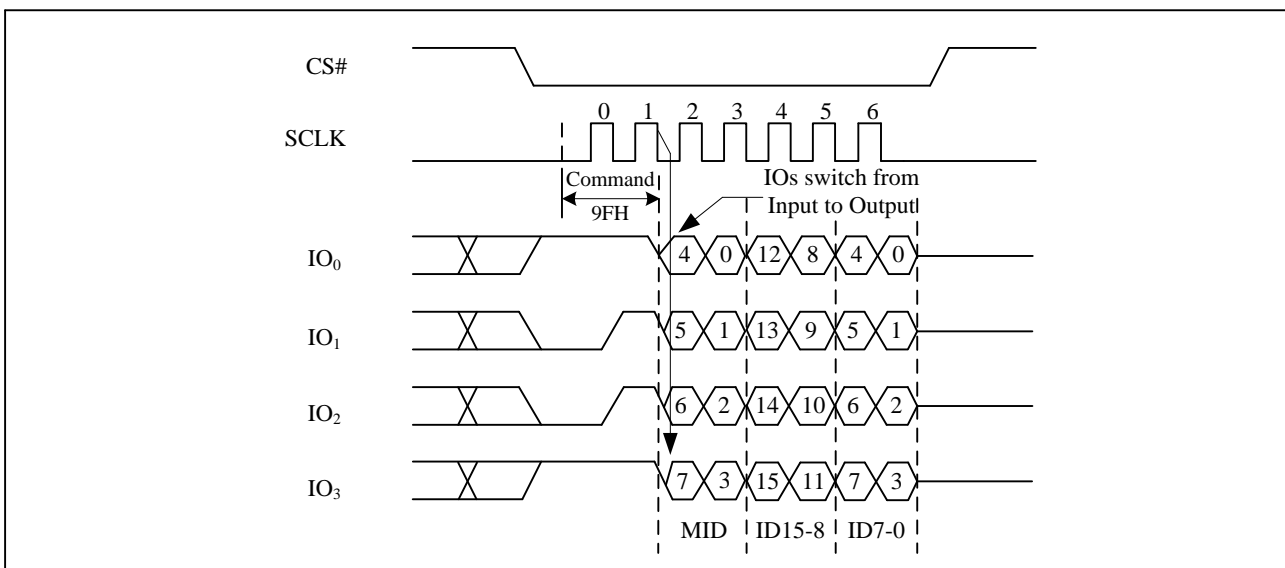 CS#
0 1 2 3 4 5 6
SCLK
Command
9FH
IOs switch from
Input to Output
IO0 4 0 12 8 4 0
IO1 5 1 13 9 5 1
IO2 6 2 14 10 6 2
IO3 7 3 15 11 7 3
MID ID15-8 ID7-0